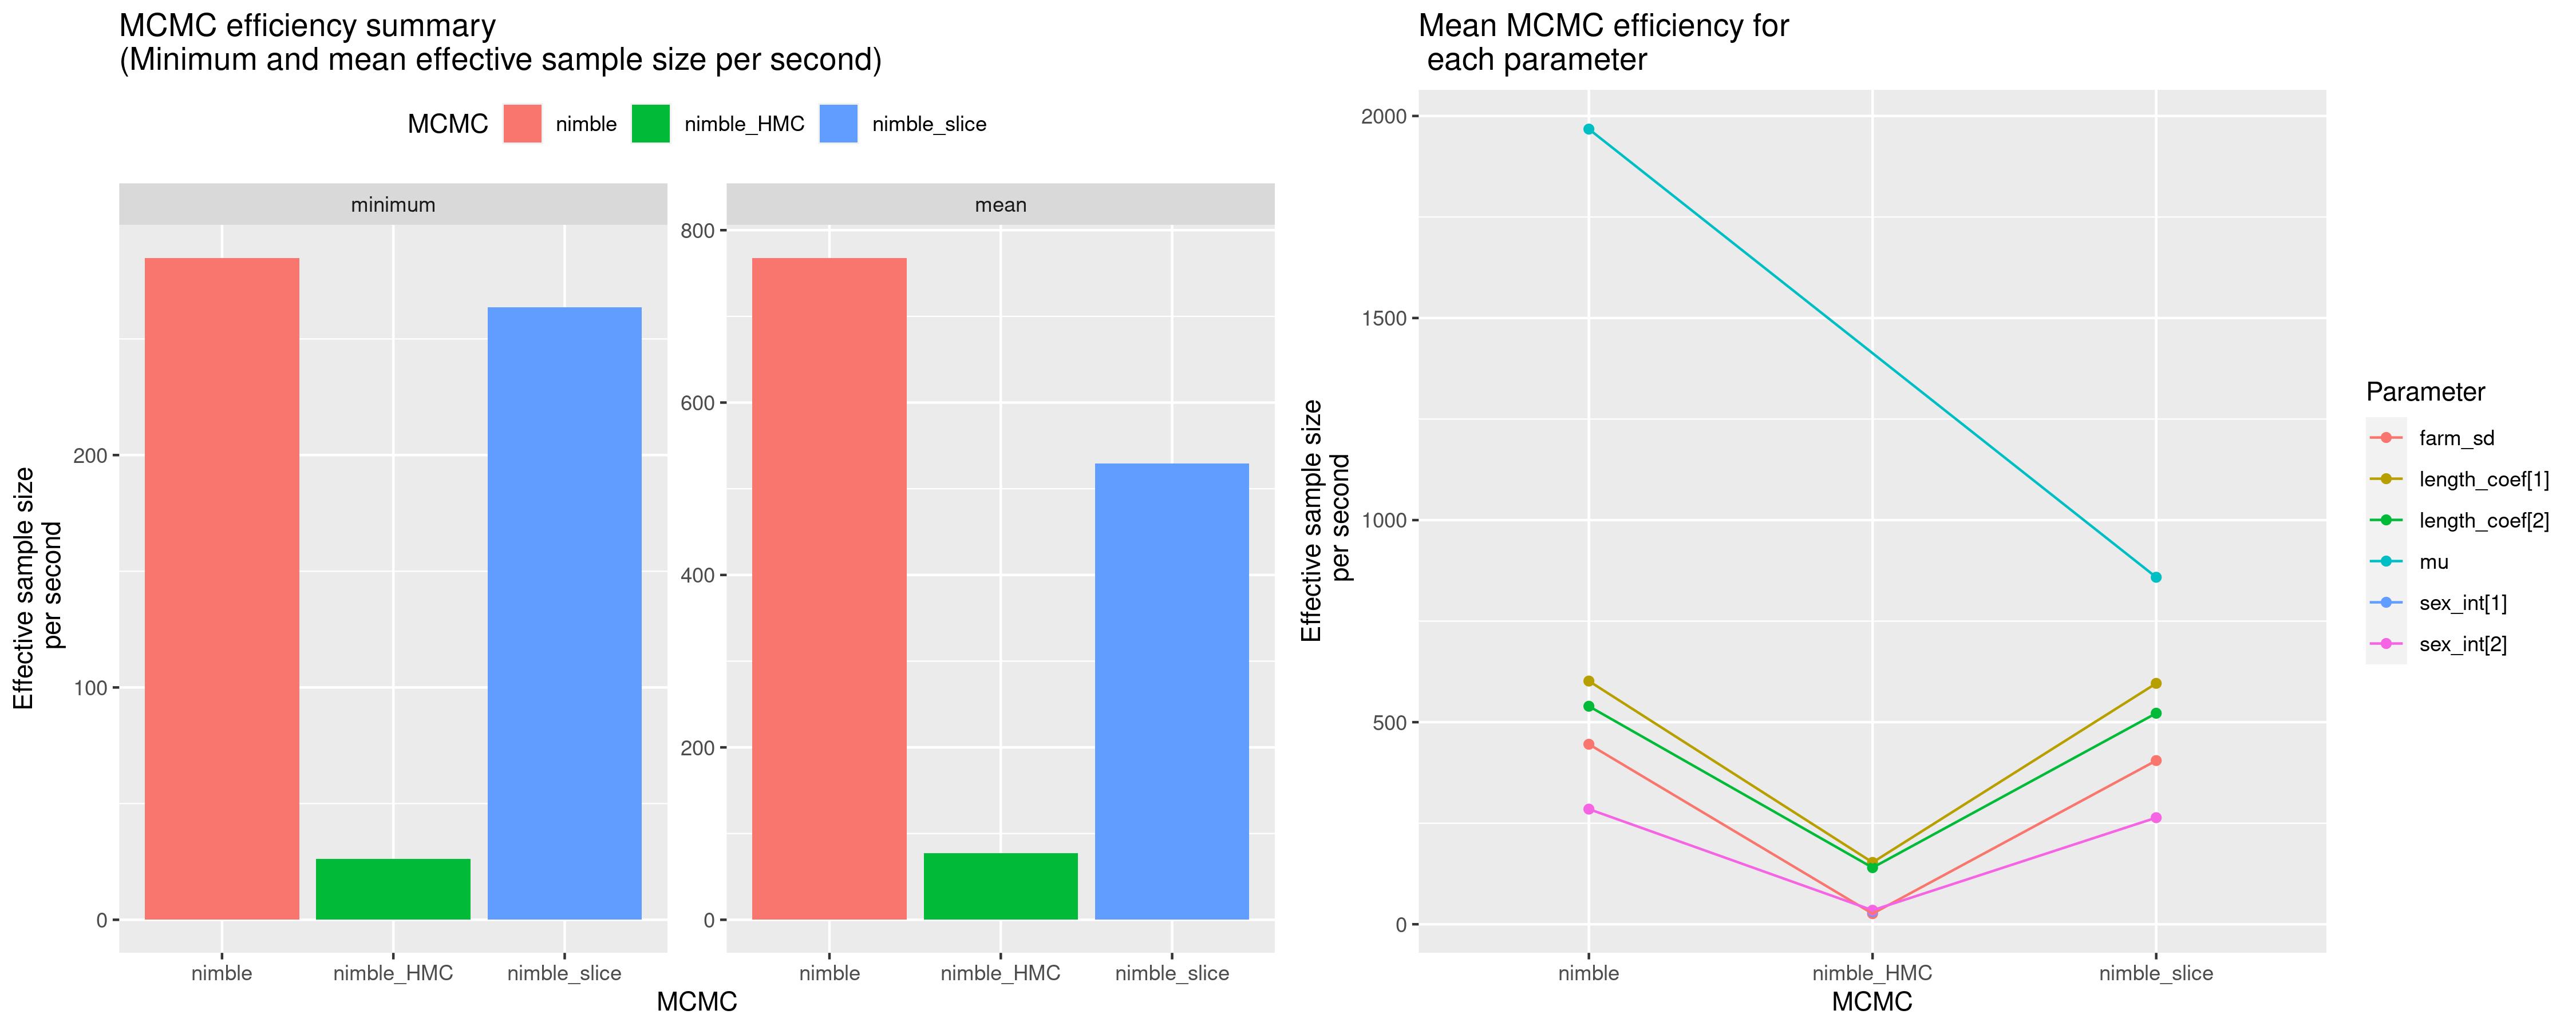 MCMC efficiency summary
(Minimum and mean effective sample size per second)
MCMC nimble nimble_HMC nimble_slice
minimum
mean
Effective sample size
per second
0
100
200
0
200
400
600
800
nimble nimble_HMC nimble_slice
nimble nimble_HMC nimble_slice
MCMC
Mean MCMC efficiency for
each parameter
Effective sample size
per second
2000
1500
1000
500
0
nimble nimble_HMC nimble_slice
MCMC
Parameter
farm_sd
length_coef[1]
length_coef[2]
mu
sex_int[1]
sex_int[2]